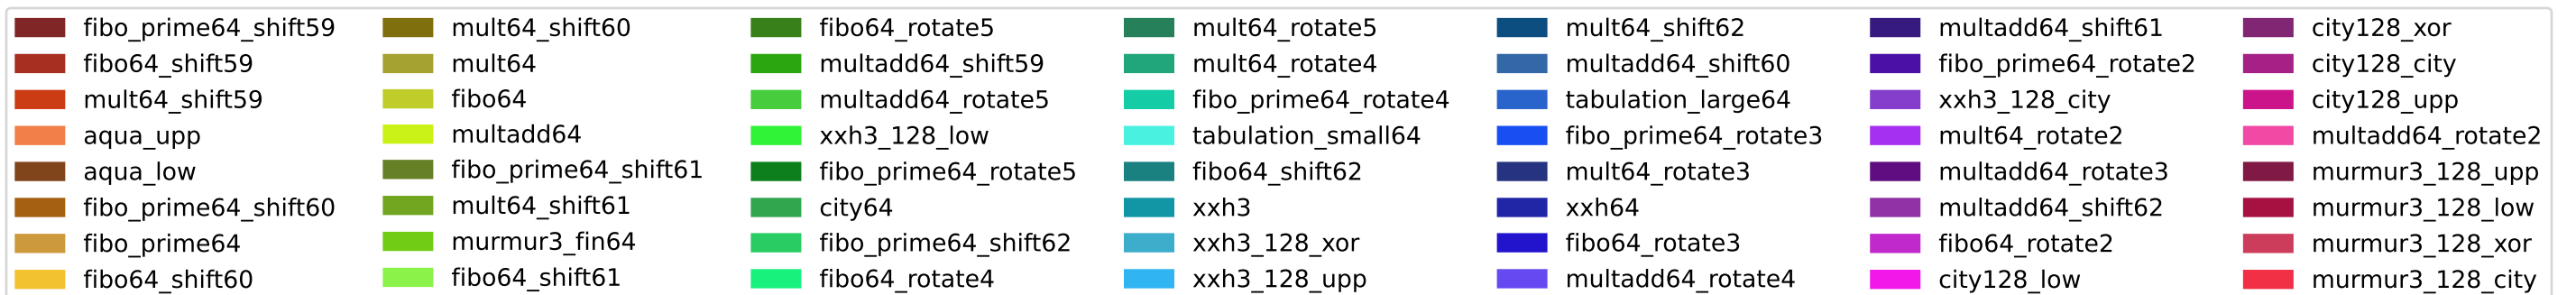 fibo_prime64_shift59
fibo64_shift59
mult64_shift59
aqua_upp
aqua_low
fibo_prime64_shift60
fibo_prime64
fibo64_shift60
mult64_shift60
mult64
fibo64
multadd64
fibo_prime64_shift61
mult64_shift61
murmur3_fin64
fibo64_shift61
fibo64_rotate5
multadd64_shift59
multadd64_rotate5
xxh3_128_low
fibo_prime64_rotate5
city64
fibo_prime64_shift62
fibo64_rotate4
mult64_rotate5
mult64_rotate4
fibo_prime64_rotate4
tabulation_small64
fibo64_shift62
xxh3
xxh3_128_xor
xxh3_128_upp
mult64_shift62
multadd64_shift60
tabulation_large64
fibo_prime64_rotate3
mult64_rotate3
xxh64
fibo64_rotate3
multadd64_rotate4
multadd64_shift61
fibo_prime64_rotate2
xxh3_128_city
mult64_rotate2
multadd64_rotate3
multadd64_shift62
fibo64_rotate2
city128_low
city128_xor
city128_city
city128_upp
multadd64_rotate2
murmur3_128_upp
murmur3_128_low
murmur3_128_xor
murmur3_128_city